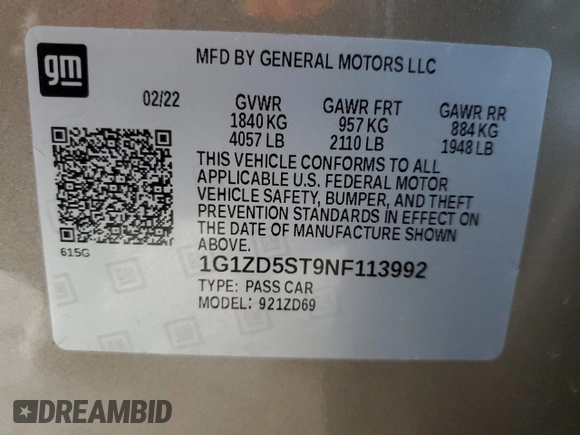 gm
MFD BY GENERAL MOTORS LLC
02/22 GVWR GAWR FRT GAWR RR
1840 KG 957 KG 884 KG
4057 LB 2110 LB 1948 LB
THIS VEHICLE CONFORMS TO ALL
APPLICABLE U.S. FEDERAL MOTOR
VEHICLE SAFETY, BUMPER, AND THEFT
PREVENTION STANDARDS IN EFFECT ON
THE DATE OF MANUFACTURE SHOWN
ABOVE.
615G
1G1ZD5ST9NF113992
TYPE: PASS CAR
MODEL: 921ZD69
DREAMBID